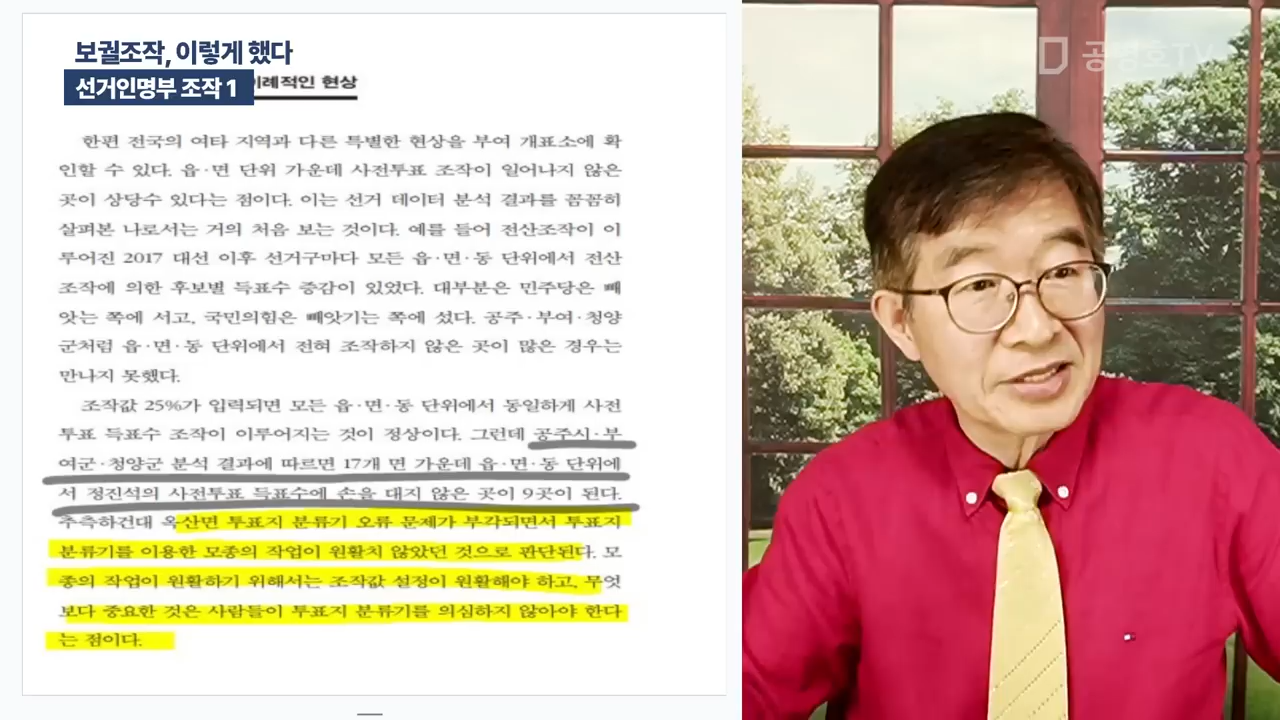 보궐조작, 이렇게 했다
선거인명부 조작 1
이례적인 현상
한편 전국의 여타 지역과 다른 특별한 현상을 부여 개표소에 확
인할 수 있다. 읍·면 단위 가운데 사전투표 조작이 일어나지 않은
곳이 상당수 있다는 점이다. 이는 선거 데이터 분석 결과를 꼼꼼히
살펴본 나로서는 거의 처음 보는 것이다. 예를 들어 전산조작이 이
루어진 2017 대선 이후 선거구마다 모든 읍·면·동 단위에서 전산
조작에 의한 후보별 득표수 증감이 있었다. 대부분은 민주당은 빼
앗는 쪽에 서고, 국민의힘은 빼앗기는 쪽에 섰다. 공주·부여·청양
군처럼 읍·면·동 단위에서 전혀 조작하지 않은 곳이 많은 경우는
만나지 못했다.
조작값 25%가 입력되면 모든 읍·면·동 단위에서 동일하게 사전
투표 득표수 조작이 이루어지는 것이 정상이다. 그런데 공주시·부
여군·청양군 분석 결과에 따르면 17개 면 가운데 읍·면·동 단위에
서 정진석의 사전투표 득표수에 손을 대지 않은 곳이 9곳이 된다.
추측하건대 옥산면 투표지 분류기 오류 문제가 부각되면서 투표지
분류기를 이용한 모종의 작업이 원활치 않았던 것으로 판단된다. 모
종의 작업이 원활하기 위해서는 조작값 설정이 원활해야 하고, 무엇
보다 중요한 것은 사람들이 투표지 분류기를 의심하지 않아야 한다
는 점이다.
공병호TV